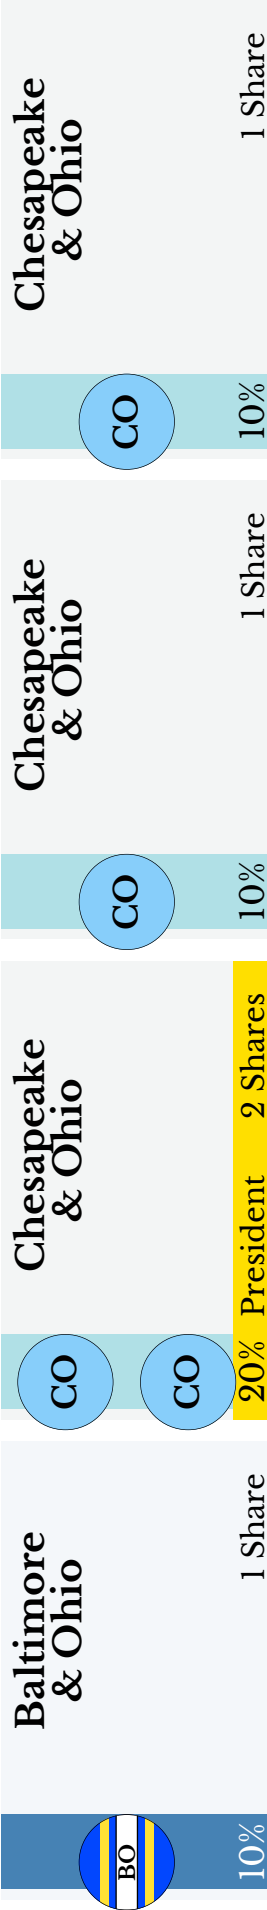 Chesapeake
& Ohio
CO
10%
1 Share
Chesapeake
& Ohio
CO
10%
1 Share
Chesapeake
& Ohio
CO
CO
20% President 2 Shares
Baltimore
& Ohio
BO
10%
1 Share